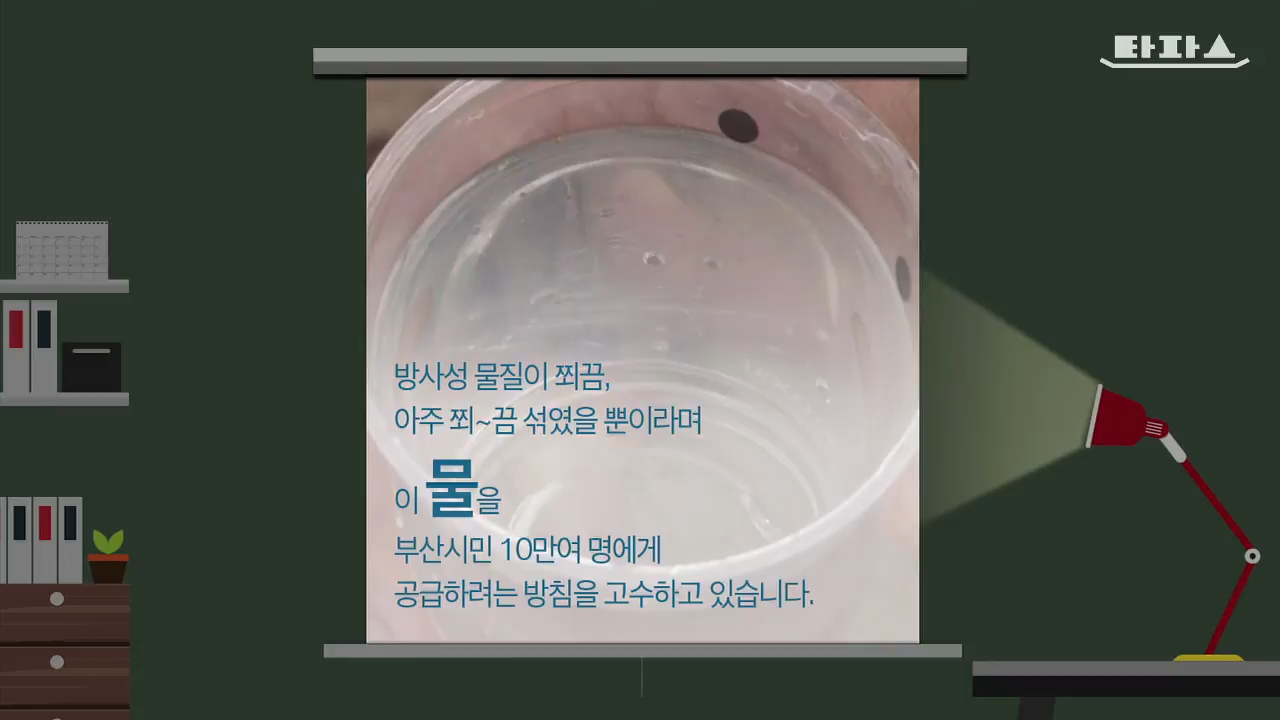 타파스
방사성 물질이 쬐끔,
아주 쬐~끔 섞였을 뿐이라며
이 물을
부산시민 10만여 명에게
공급하려는 방침을 고수하고 있습니다.